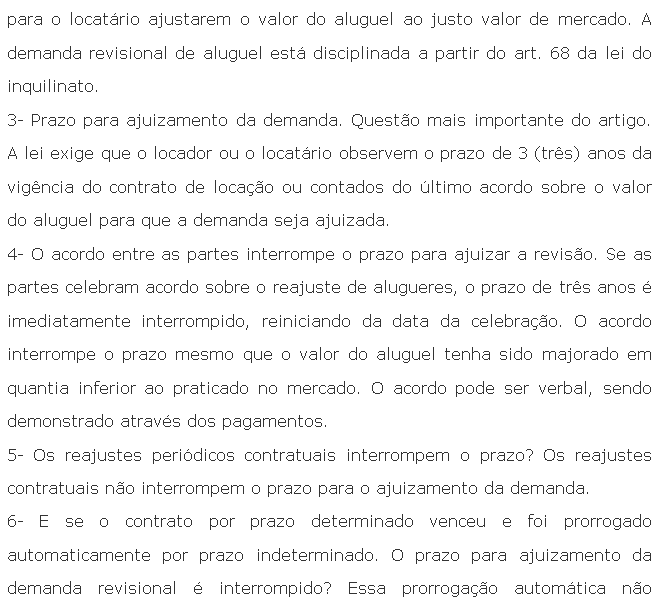 para o locatário ajustarem o valor do aluguel ao justo valor de mercado. A
demanda revisional de aluguel está disciplinada a partir do art. 68 da lei do
inquilinato.
3- Prazo para ajuizamento da demanda. Questão mais importante do artigo.
A lei exige que o locador ou o locatário observem o prazo de 3 (três) anos da
vigência do contrato de locação ou contados do último acordo sobre o valor
do aluguel para que a demanda seja ajuizada.
4- O acordo entre as partes interrompe o prazo para ajuizar a revisão. Se as
partes celebram acordo sobre o reajuste de alugueres, o prazo de três anos é
imediatamente interrompido, reiniciando da data da celebração. O acordo
interrompe o prazo mesmo que o valor do aluguel tenha sido majorado em
quantia inferior ao praticado no mercado. O acordo pode ser verbal, sendo
demonstrado através dos pagamentos.
5- Os reajustes periódicos contratuais interrompem o prazo? Os reajustes
contratuais não interrompem o prazo para o ajuizamento da demanda.
6- E se o contrato por prazo determinado venceu e foi prorrogado
automaticamente por prazo indeterminado. O prazo para ajuizamento da
demanda revisional é interrompido? Essa prorrogação automática não